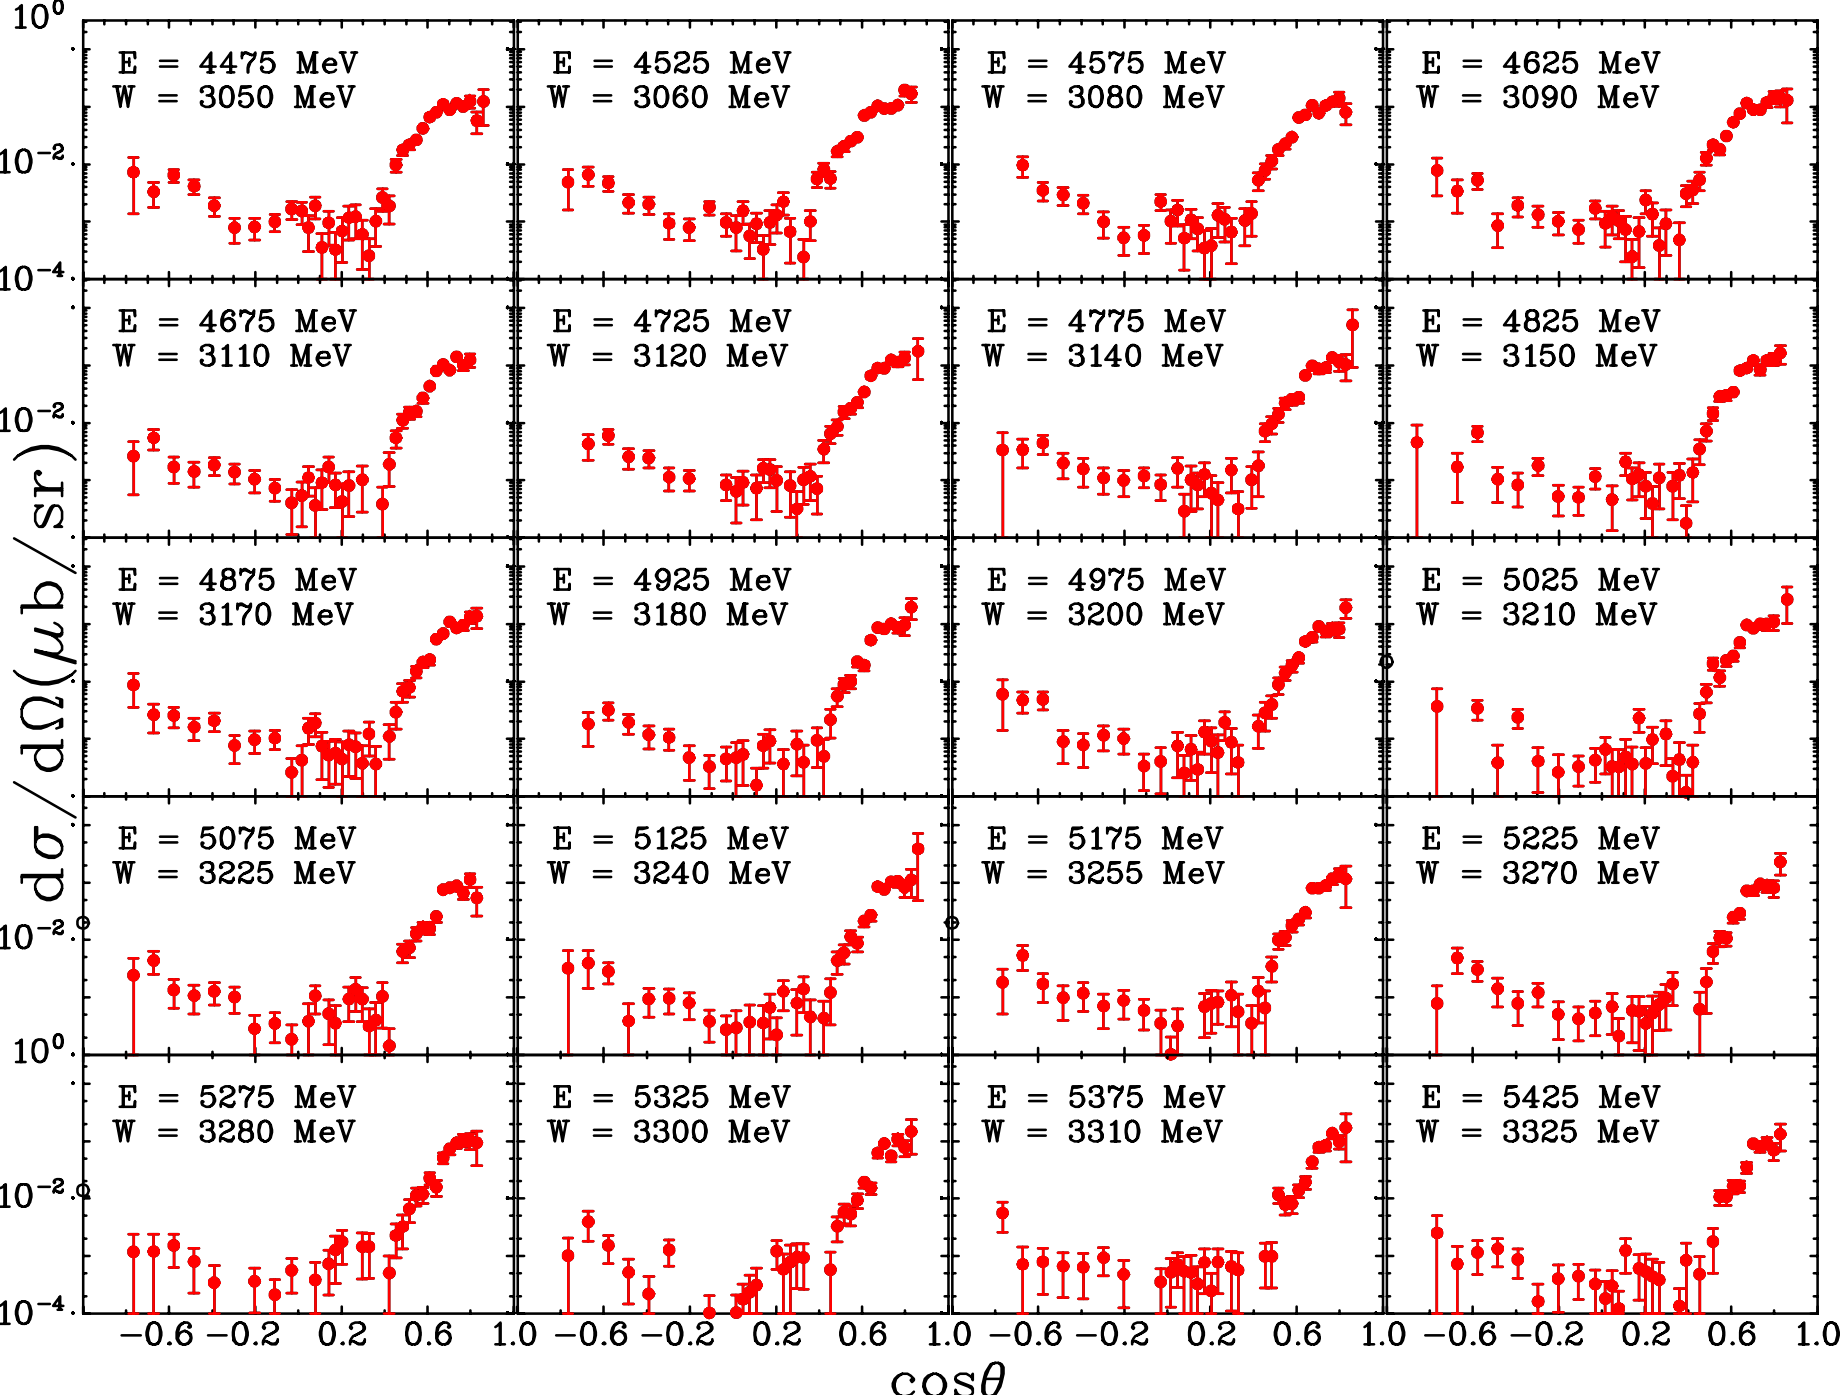 10⁰
E = 4475 MeV
W = 3050 MeV
E = 4525 MeV
W = 3060 MeV
E = 4575 MeV
W = 3080 MeV
E = 4625 MeV
W = 3090 MeV
10⁻²
10⁻⁴
E = 4675 MeV
W = 3110 MeV
E = 4725 MeV
W = 3120 MeV
E = 4775 MeV
W = 3140 MeV
E = 4825 MeV
W = 3150 MeV
10⁻²
dσ/dΩ(μb/sr)
E = 4875 MeV
W = 3170 MeV
E = 4925 MeV
W = 3180 MeV
E = 4975 MeV
W = 3200 MeV
E = 5025 MeV
W = 3210 MeV
E = 5075 MeV
W = 3225 MeV
E = 5125 MeV
W = 3240 MeV
E = 5175 MeV
W = 3255 MeV
E = 5225 MeV
W = 3270 MeV
10⁻²
10⁰
E = 5275 MeV
W = 3280 MeV
E = 5325 MeV
W = 3300 MeV
E = 5375 MeV
W = 3310 MeV
E = 5425 MeV
W = 3325 MeV
10⁻²
10⁻⁴
−0.6 −0.2 0.2 0.6 1.0 −0.6 −0.2 0.2 0.6 1.0 −0.6 −0.2 0.2 0.6 1.0 −0.6 −0.2 0.2 0.6 1.0
cosθ